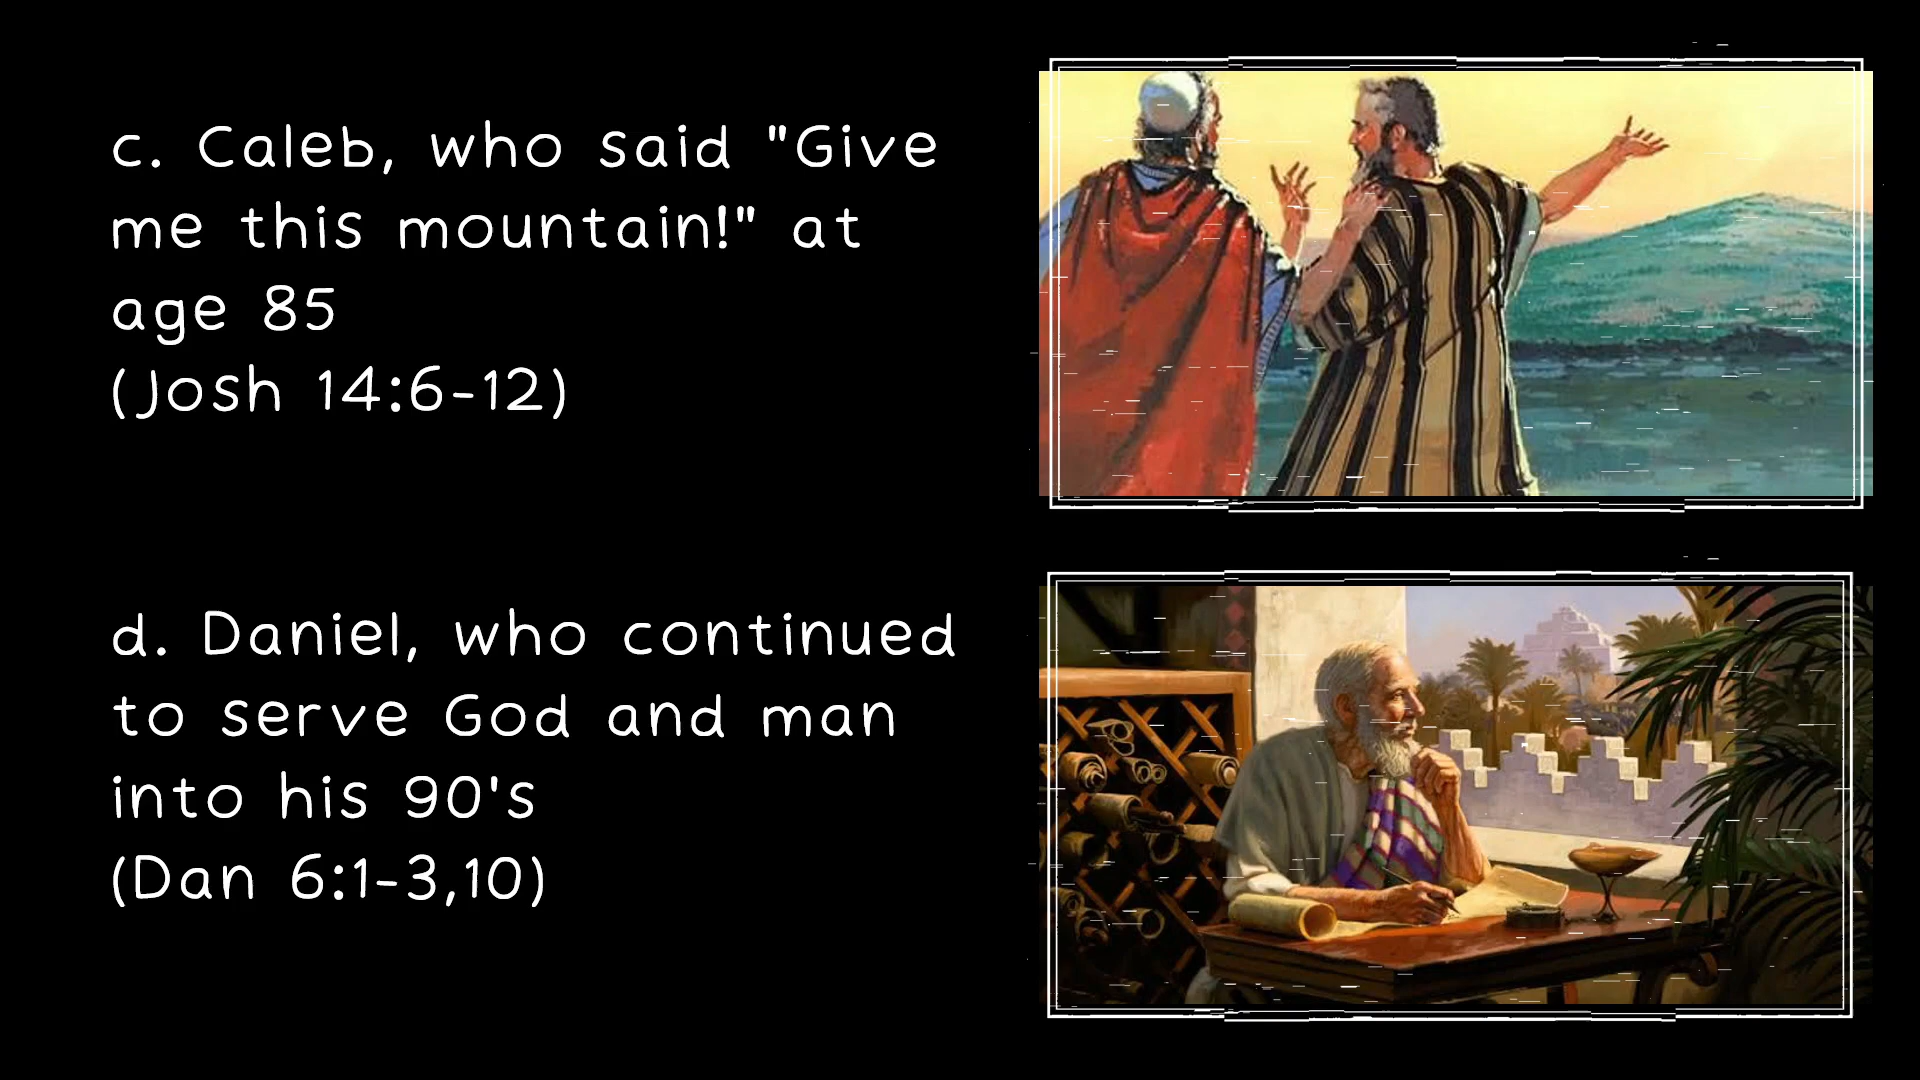 c. Caleb, who said "Give
me this mountain!" at
age 85
(Josh 14:6-12)
d. Daniel, who continued
to serve God and man
into his 90's
(Dan 6:1-3,10)